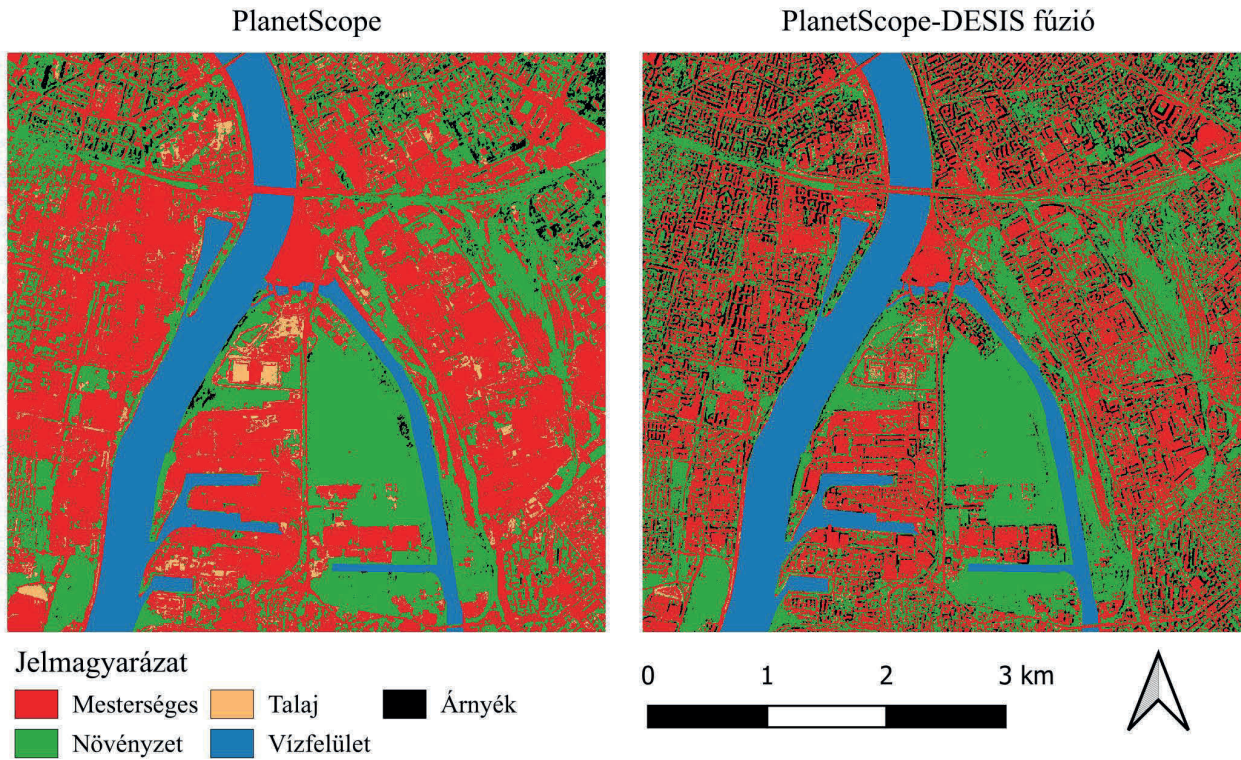 PlanetScope
PlanetScope-DESIS fúzió
Jelmagyarázat
Mesterséges
Talaj
Árnyék
Növényzet
Vízfelület
0 1 2 3 km